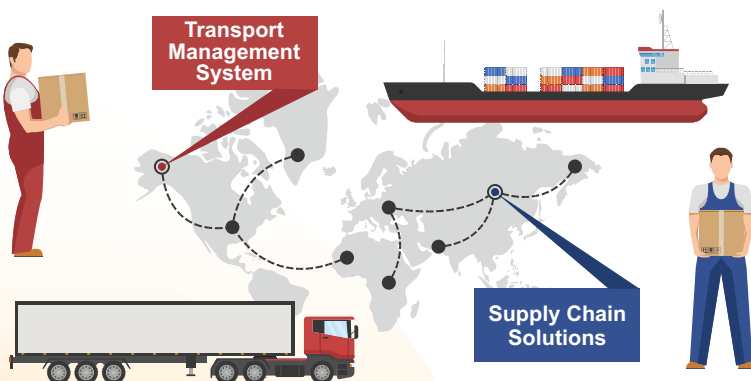 Transport
Management
System
Supply Chain
Solutions